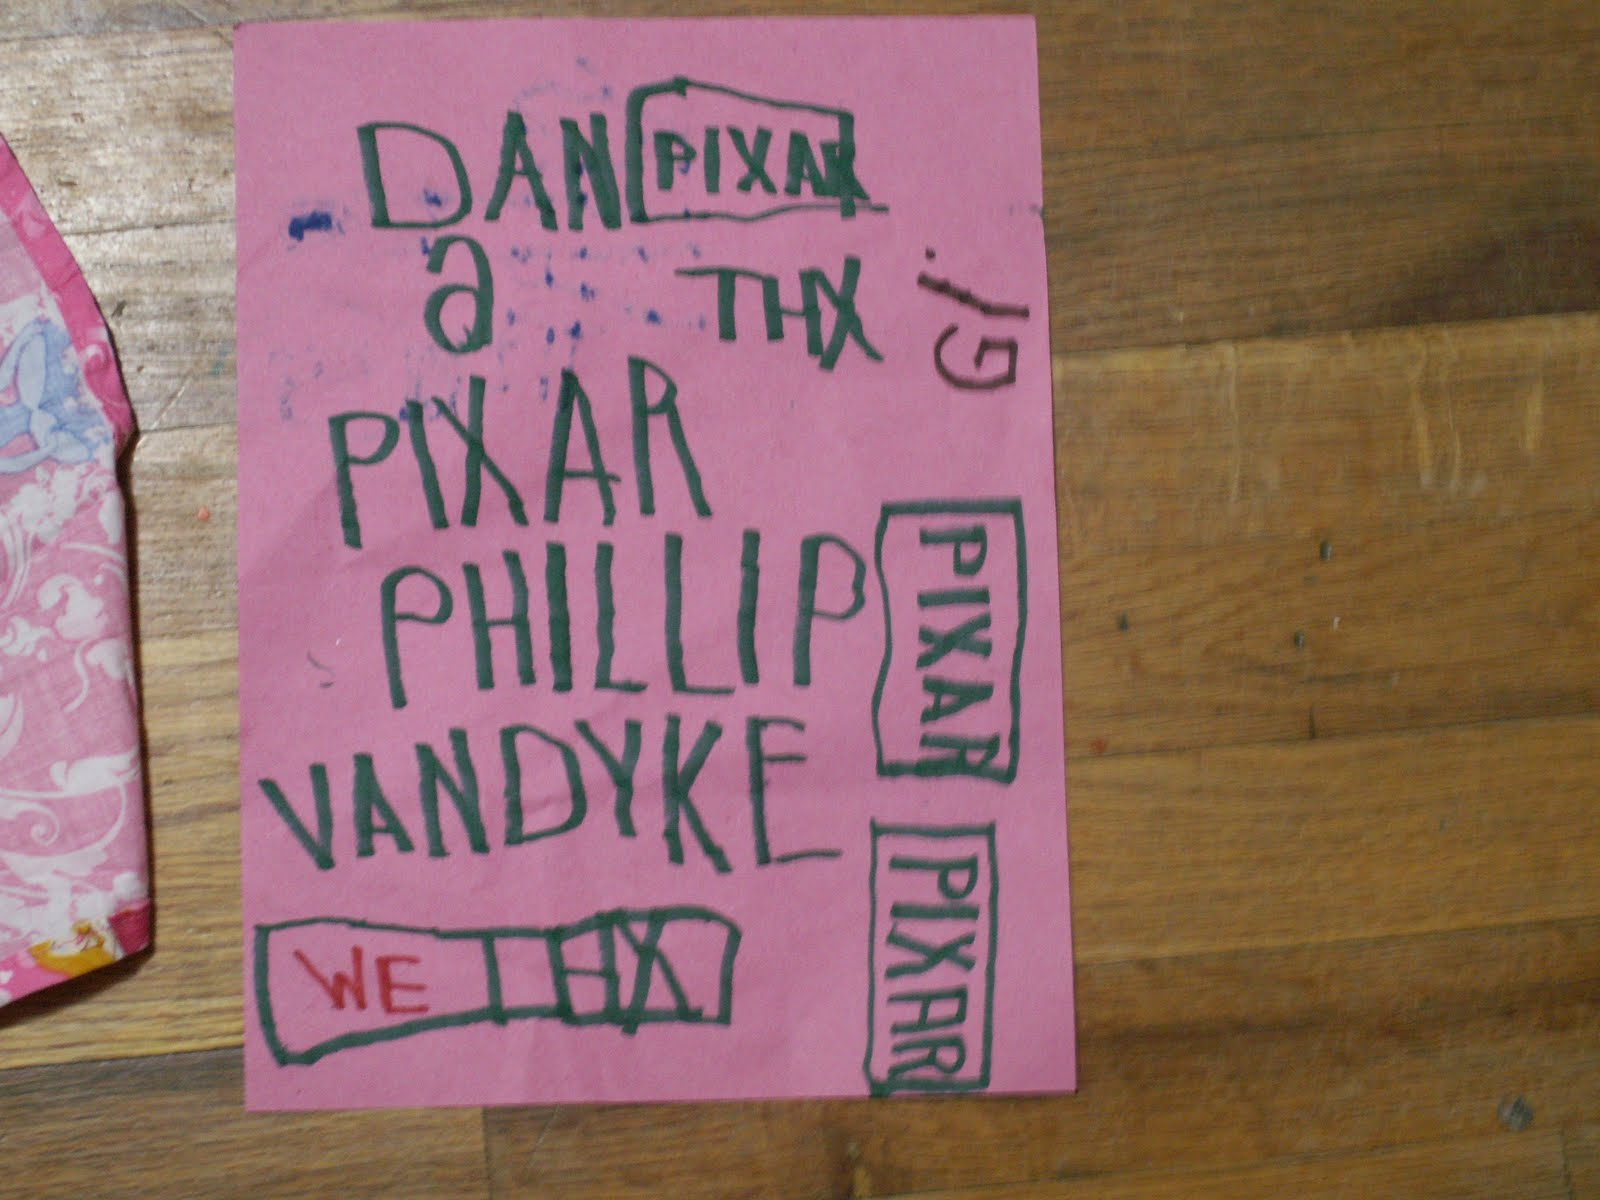 DAN PIXAR
a THX
PIXAR
PHILLIP
VANDYKE
WE THX
PIXAR
PIXAR